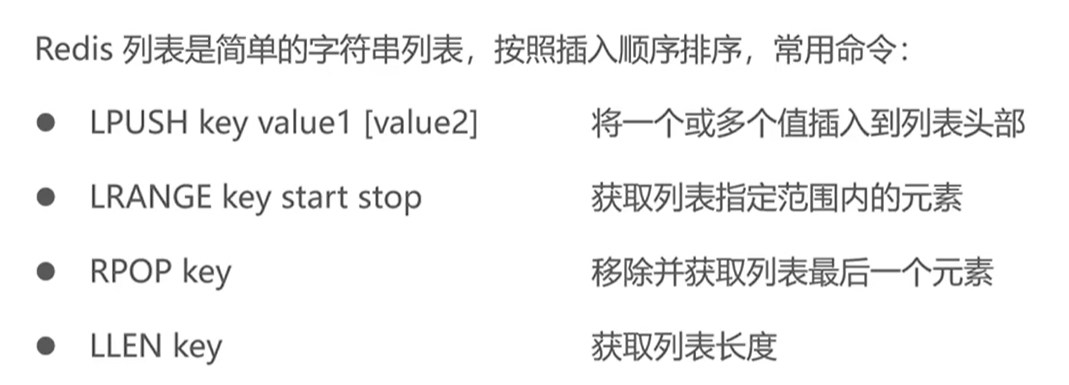 Redis 列表是简单的字符串列表，按照插入顺序排序，常用命令：
● LPUSH key value1 [value2] 将一个或多个值插入到列表头部
● LRANGE key start stop 获取列表指定范围内的元素
● RPOP key 移除并获取列表最后一个元素
● LLEN key 获取列表长度